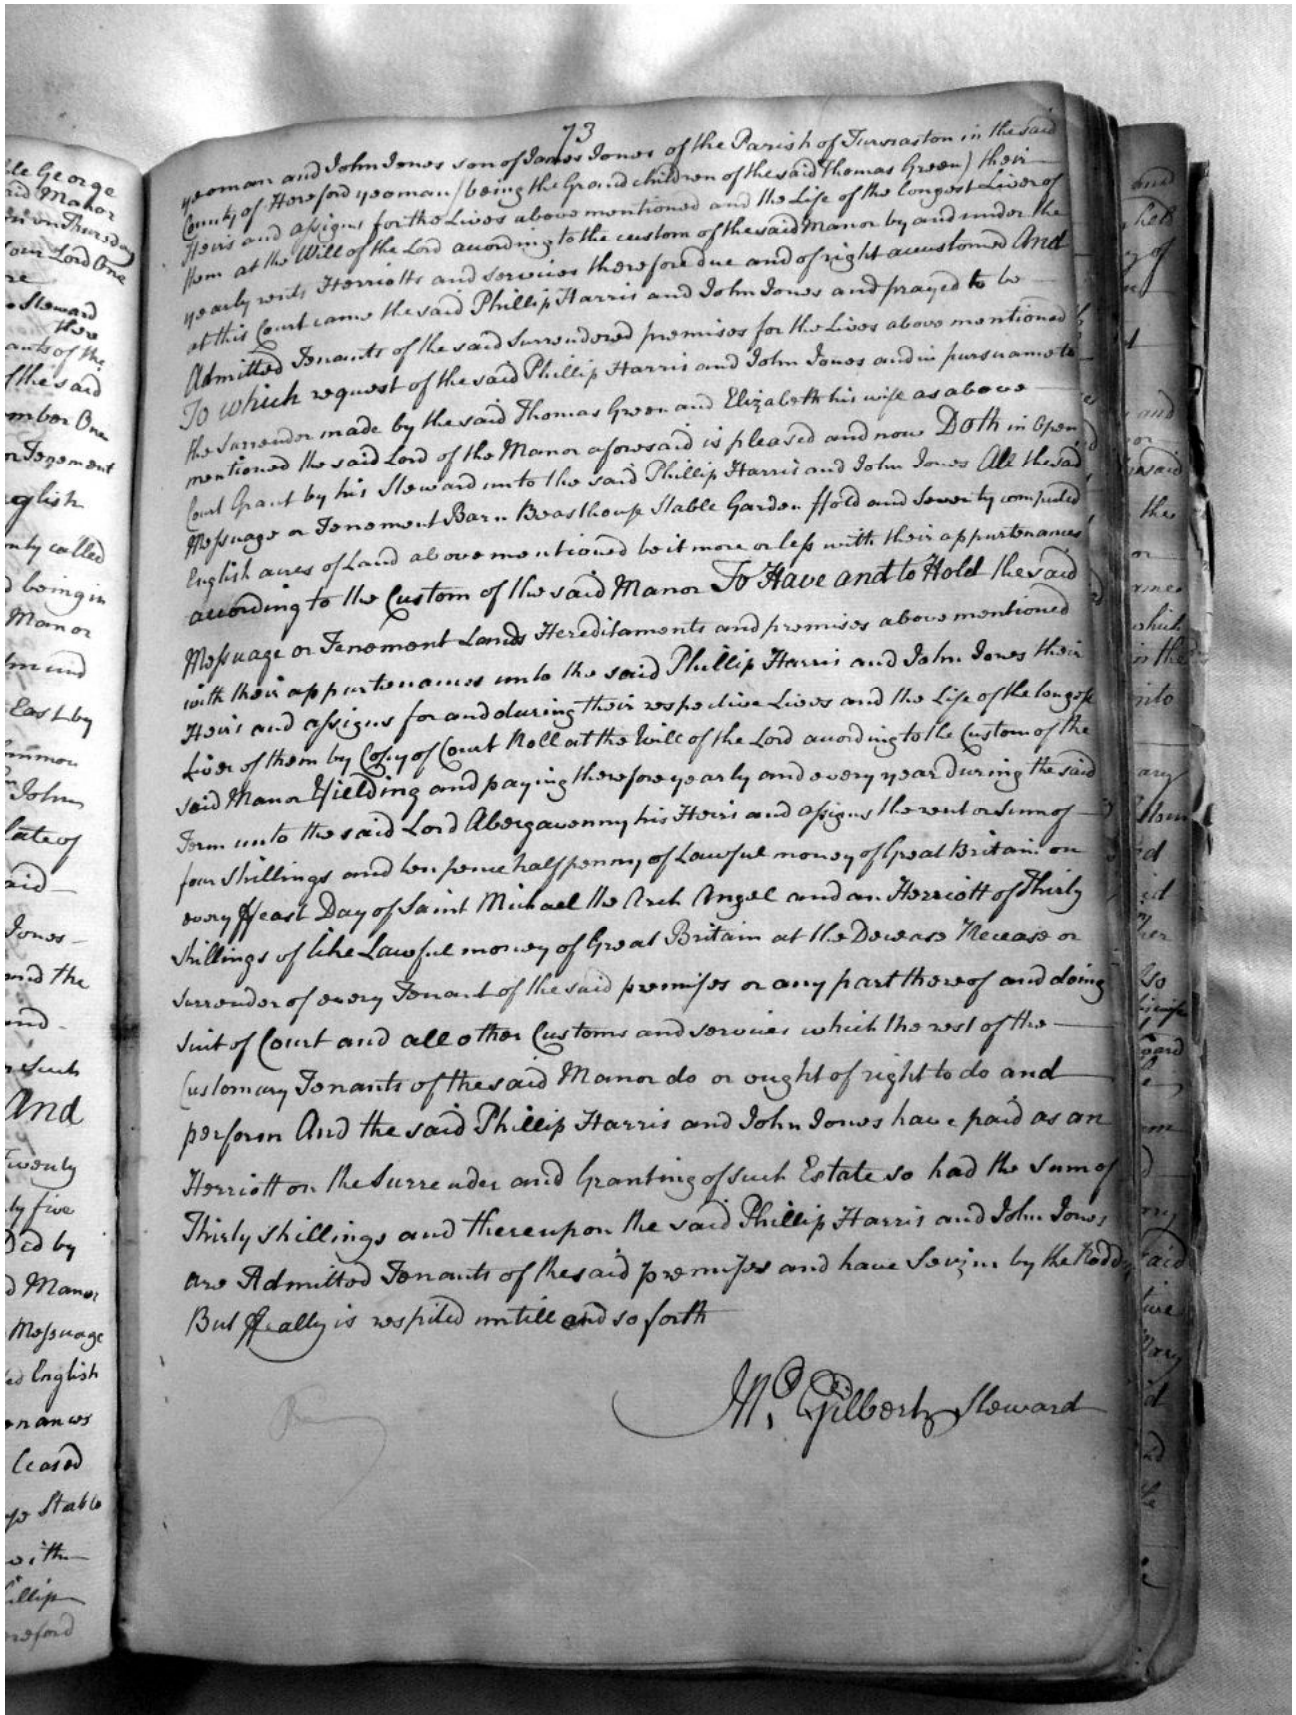 73
yeoman and John Jones son of James Jones of the Parish of Turnaston in the said
County of Hereford yeoman (being the Grand children of the said Thomas Green) their
Heirs and assigns for the Lives above mentioned and the Life of the longest Liver of
them at the Will of the Lord according to the custom of the said Manor by and under the
yearly rents Herriotts and services therefore due and of right accustomed And
at this Court came the said Phillip Harris and John Jones and prayed to be
Admitted Tenants of the said surrendered premises for the Lives above mentioned
To which request of the said Phillip Harris and John Jones and in pursuance to
the Surrender made by the said Thomas Green and Elizabeth his wife as above
mentioned the said Lord of the Manor aforesaid is pleased and now Doth in Open
Court Grant by his Steward unto the said Phillip Harris and John Jones All the said
Messuage or Tenement Barn Beasthouse Stable Garden ffold and Seventy computed
English acres of Land above mentioned be it more or less with their appurtenances
according to the Custom of the said Manor To Have and to Hold the said
Messuage or Tenement Lands Hereditaments and premises above mentioned
with their appurtenances unto the said Phillip Harris and John Jones their
Heirs and assigns for and during their respective Lives and the Life of the longest
Liver of them by Copy of Court Roll at the Will of the Lord according to the Custom of the
said Manor Yielding and paying therefore yearly and every year during the said
Term unto the said Lord Abergavenny his Heirs and assigns the rent or sum of
four shillings and ten pence halfpenny of Lawful money of Great Britain on
every ffeast Day of Saint Michael the Arch Angel and an Herriott of Thirty
shillings of like Lawful money of Great Britain at the Decease Recease or
surrender of every Tenant of the said premises or any part thereof and doing
suit of Court and all other Customs and services which the rest of the
Customary Tenants of the said Manor do or ought of right to do and
perform And the said Phillip Harris and John Jones have paid as an
Herriott on the Surrender and Granting of such Estate so had the sum of
Thirty shillings and thereupon the said Phillip Harris and John Jones
are Admitted Tenants of the said premises and have Sevzin by the Rodd
But ffealty is respited untill and so forth
Gilbert Steward